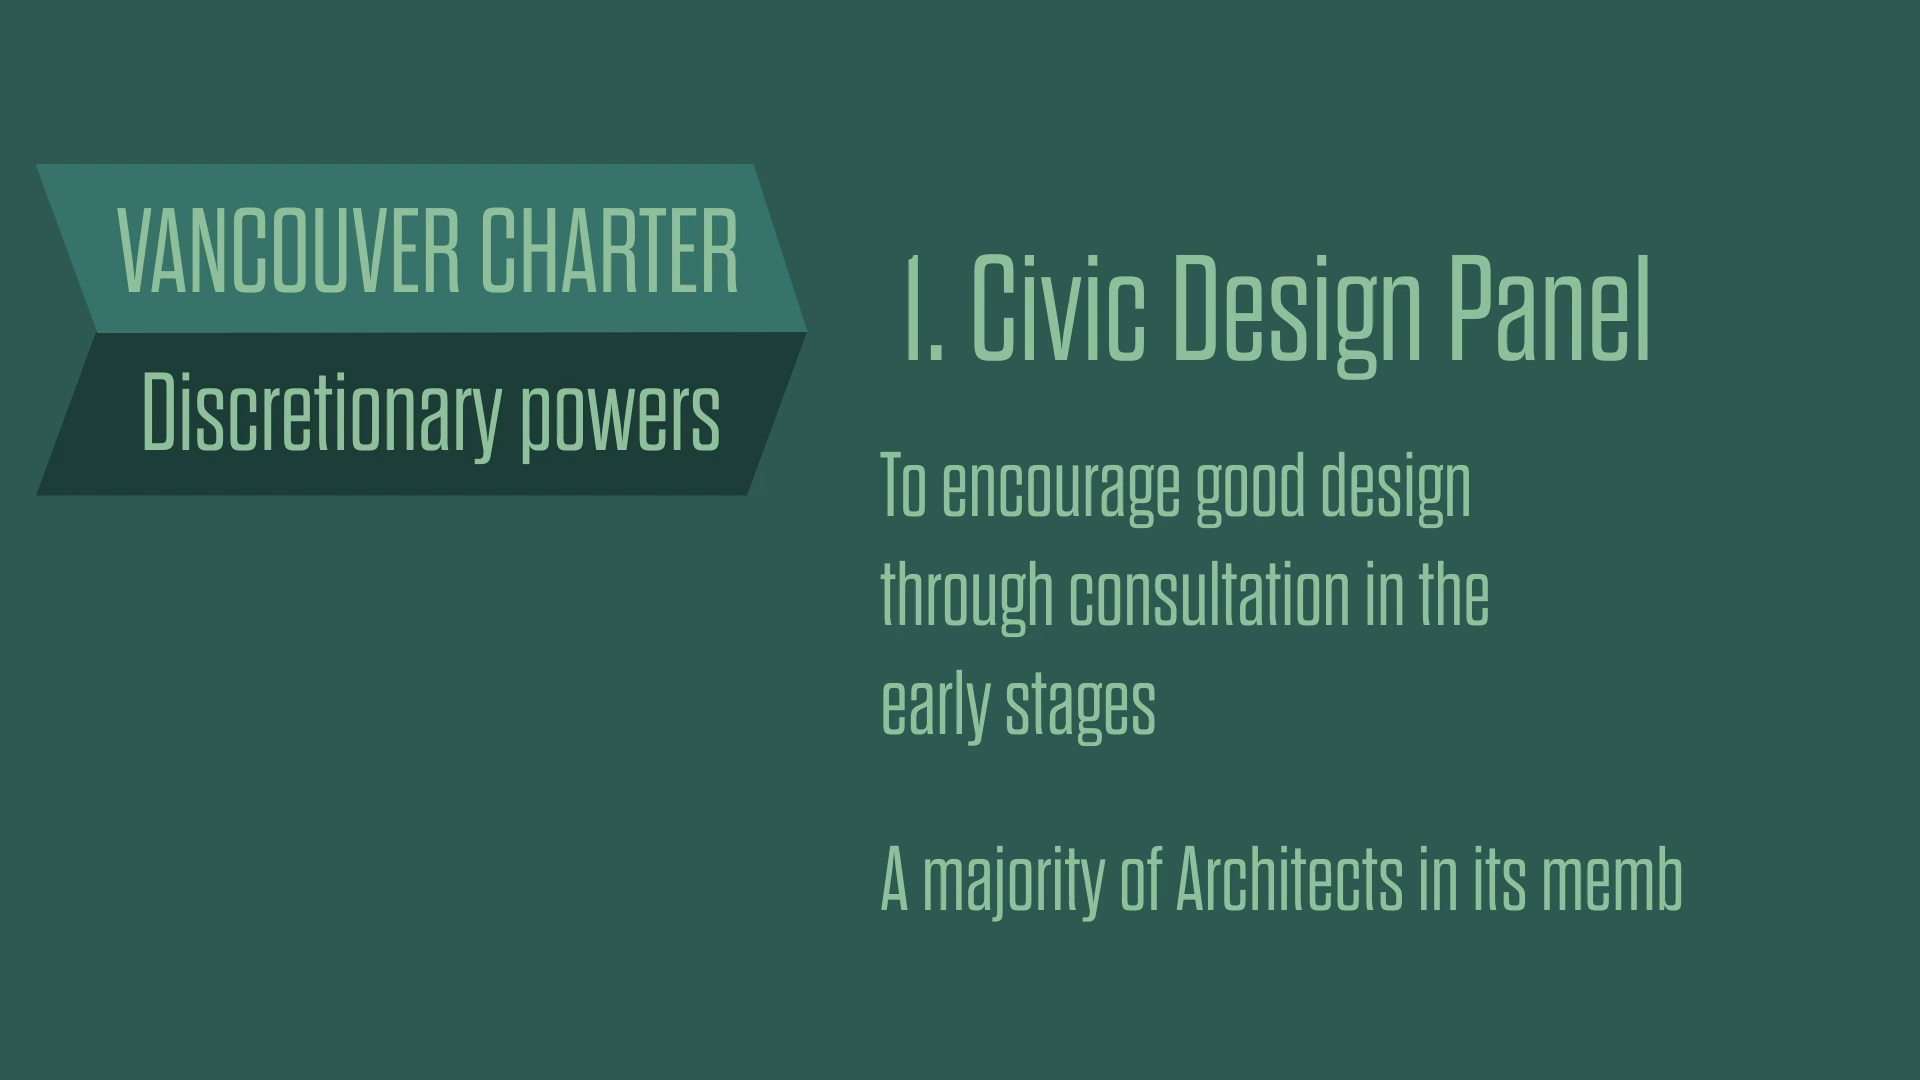 VANCOUVER CHARTER
Discretionary powers
1. Civic Design Panel
To encourage good design
through consultation in the
early stages
A majority of Architects in its memb